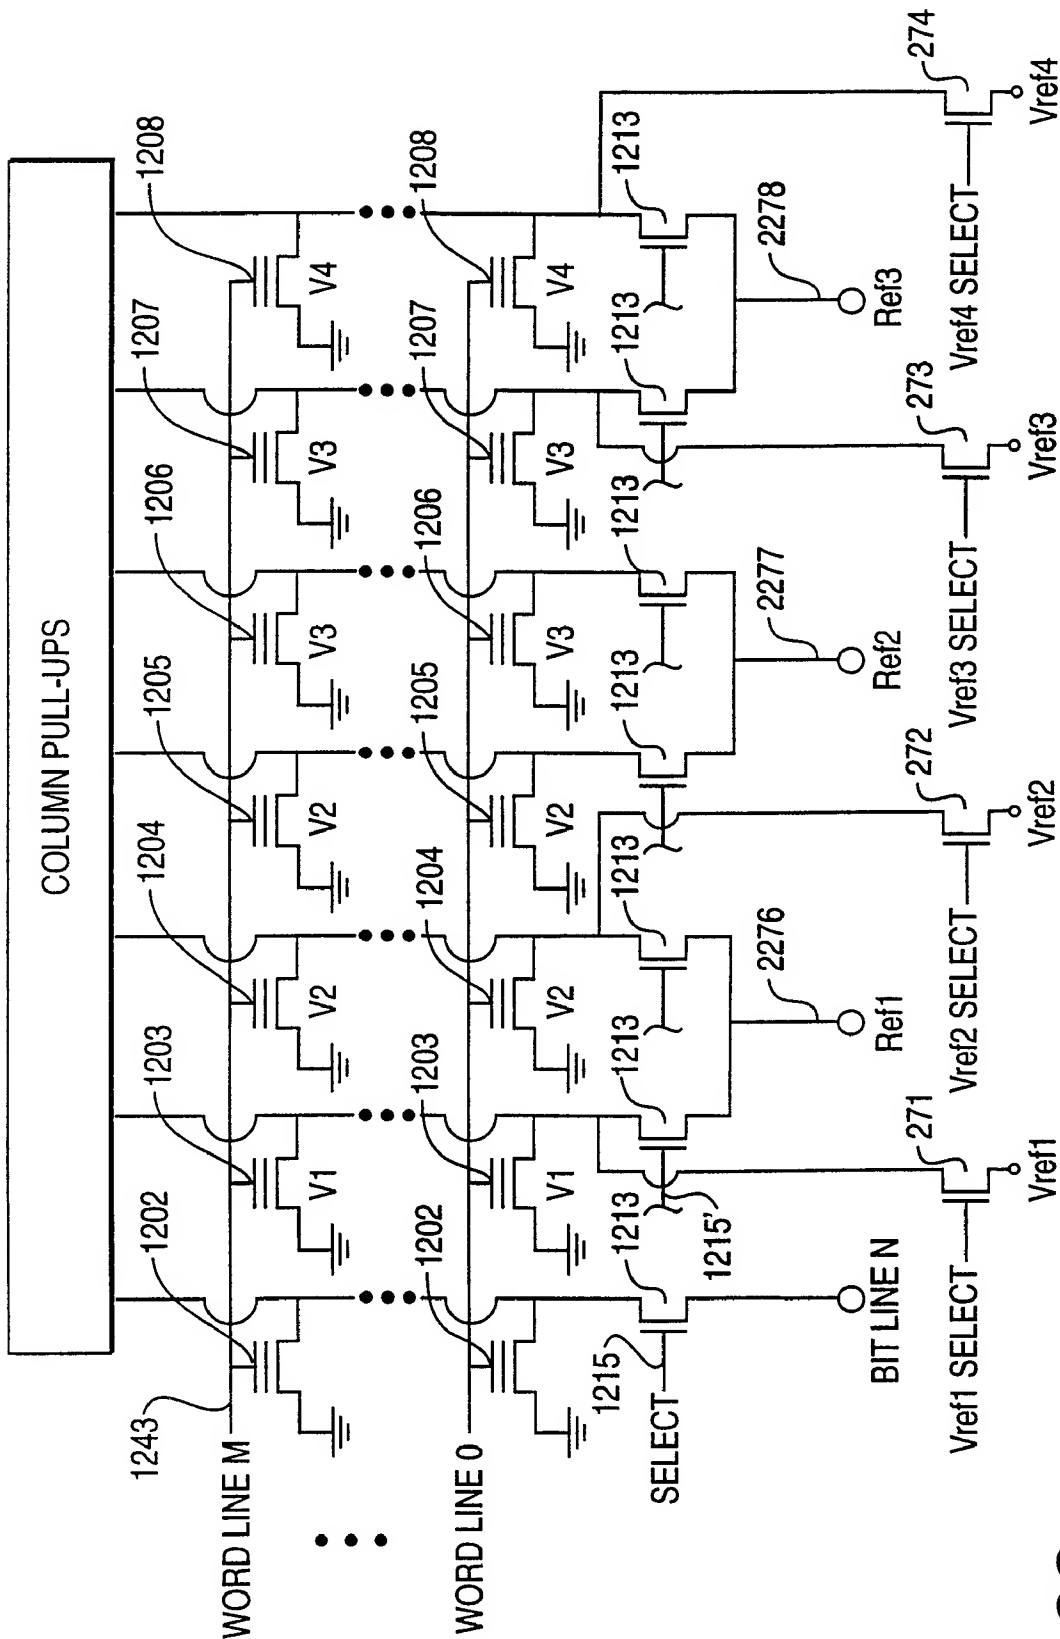 COLUMN PULL-UPS
1202
1203
1204
1205
1206
1207
1208
1243
WORD LINE M
V1
V2
V2
V3
V3
V4
1202
1203
1204
1205
1206
1207
1208
WORD LINE 0
V1
V2
V2
V3
V3
V4
1213
1213
1213
1213
1213
1213
1213
1215
SELECT
1215'
2276
2277
2278
BIT LINE N
Ref1
Ref2
Ref3
271
272
273
274
Vref1 SELECT
Vref2 SELECT
Vref3 SELECT
Vref4 SELECT
Vref1
Vref2
Vref3
Vref4